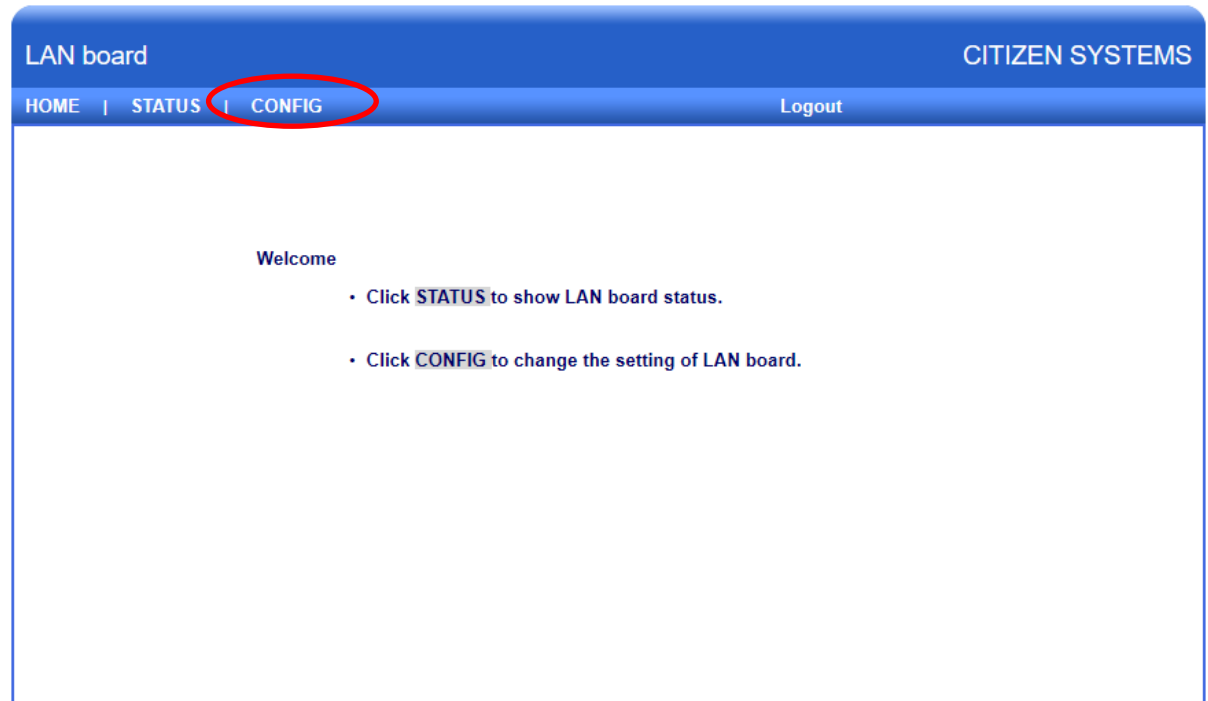 LAN board
CITIZEN SYSTEMS
HOME | STATUS | CONFIG
Logout
Welcome
• Click STATUS to show LAN board status.
• Click CONFIG to change the setting of LAN board.